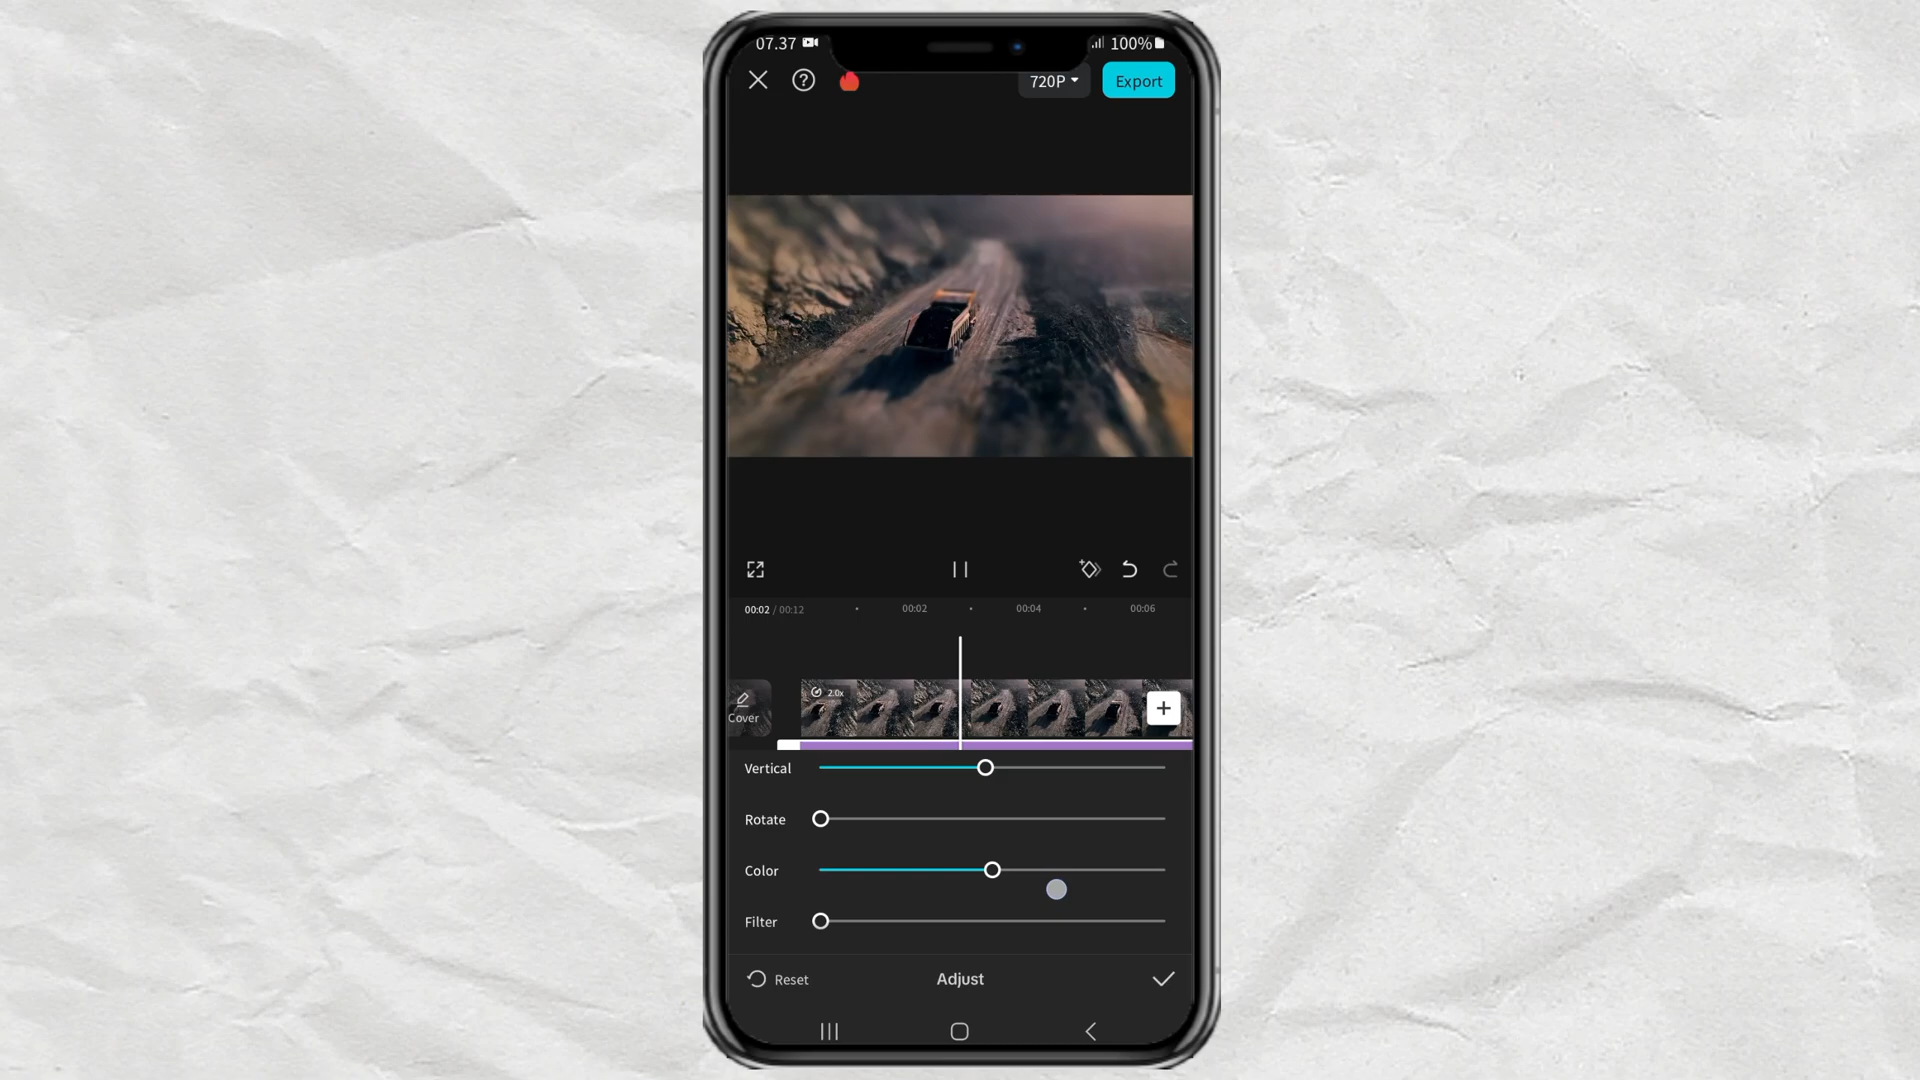 07.37 100%
720P Export
00:02 / 00:12 00:02 00:04 00:06
2.0x
Cover
Vertical
Rotate
Color
Filter
Reset Adjust